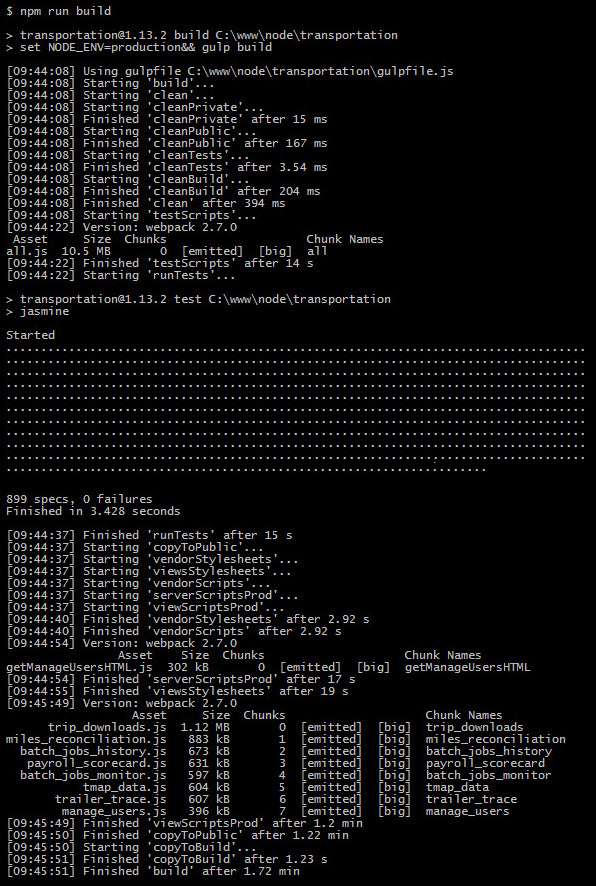 $ npm run build
> transportation@1.13.2 build C:\www\node\transportation
> set NODE_ENV=production&& gulp build
[09:44:08] Using gulpfile C:\www\node\transportation\gulpfile.js
[09:44:08] Starting 'build'...
[09:44:08] Starting 'clean'...
[09:44:08] Starting 'cleanPrivate'...
[09:44:08] Finished 'cleanPrivate' after 15 ms
[09:44:08] Starting 'cleanPublic'...
[09:44:08] Finished 'cleanPublic' after 167 ms
[09:44:08] Starting 'cleanTests'...
[09:44:08] Finished 'cleanTests' after 3.54 ms
[09:44:08] Starting 'cleanBuild'...
[09:44:08] Finished 'cleanBuild' after 204 ms
[09:44:08] Finished 'clean' after 394 ms
[09:44:08] Starting 'testScripts'...
[09:44:22] Version: webpack 2.7.0
Asset Size Chunks Chunk Names
all.js 10.5 MB 0 [emitted] [big] all
[09:44:22] Finished 'testScripts' after 14 s
[09:44:22] Starting 'runTests'...
> transportation@1.13.2 test C:\www\node\transportation
> jasmine
Started
...................................................................................
...................................................................................
...................................................................................
...................................................................................
...................................................................................
...................................................................................
...................................................................................
...................................................................................
...................................................................................
...................................................................................
.....................................................................
899 specs, 0 failures
Finished in 3.428 seconds
[09:44:37] Finished 'runTests' after 15 s
[09:44:37] Starting 'copyToPublic'...
[09:44:37] Starting 'vendorStylesheets'...
[09:44:37] Starting 'viewsStylesheets'...
[09:44:37] Starting 'vendorScripts'...
[09:44:37] Starting 'serverScriptsProd'...
[09:44:37] Starting 'viewScriptsProd'...
[09:44:40] Finished 'vendorStylesheets' after 2.92 s
[09:44:40] Finished 'vendorScripts' after 2.92 s
[09:44:54] Version: webpack 2.7.0
Asset Size Chunks Chunk Names
getManageUsersHTML.js 302 kB 0 [emitted] [big] getManageUsersHTML
[09:44:54] Finished 'serverScriptsProd' after 17 s
[09:44:55] Finished 'viewsStylesheets' after 19 s
[09:45:49] Version: webpack 2.7.0
Asset Size Chunks Chunk Names
trip_downloads.js 1.12 MB 0 [emitted] [big] trip_downloads
miles_reconciliation.js 883 kB 1 [emitted] [big] miles_reconciliation
batch_jobs_history.js 673 kB 2 [emitted] [big] batch_jobs_history
payroll_scorecard.js 631 kB 3 [emitted] [big] payroll_scorecard
batch_jobs_monitor.js 597 kB 4 [emitted] [big] batch_jobs_monitor
tmap_data.js 604 kB 5 [emitted] [big] tmap_data
trailer_trace.js 607 kB 6 [emitted] [big] trailer_trace
manage_users.js 396 kB 7 [emitted] [big] manage_users
[09:45:49] Finished 'viewScriptsProd' after 1.2 min
[09:45:50] Finished 'copyToPublic' after 1.22 min
[09:45:50] Starting 'copyToBuild'...
[09:45:51] Finished 'copyToBuild' after 1.23 s
[09:45:51] Finished 'build' after 1.72 min